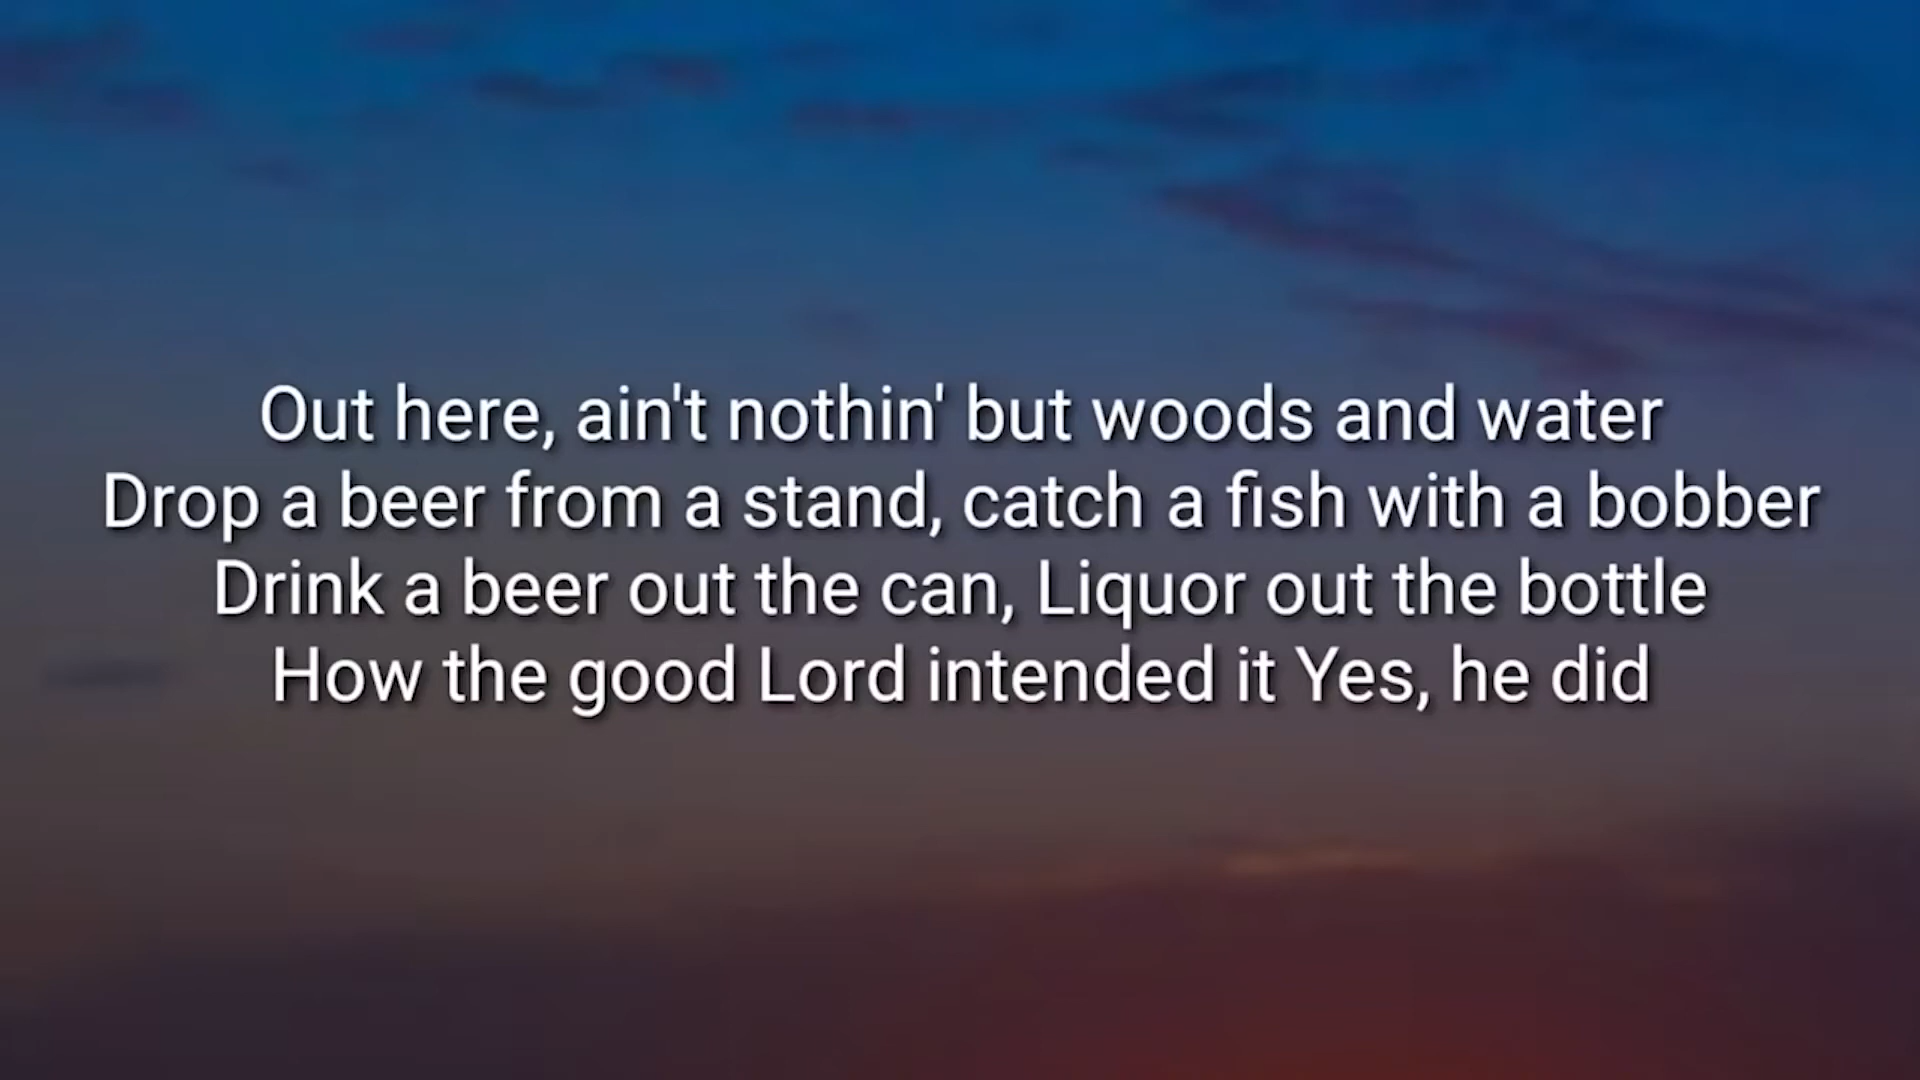 Out here, ain't nothin' but woods and water
Drop a beer from a stand, catch a fish with a bobber
Drink a beer out the can, Liquor out the bottle
How the good Lord intended it Yes, he did